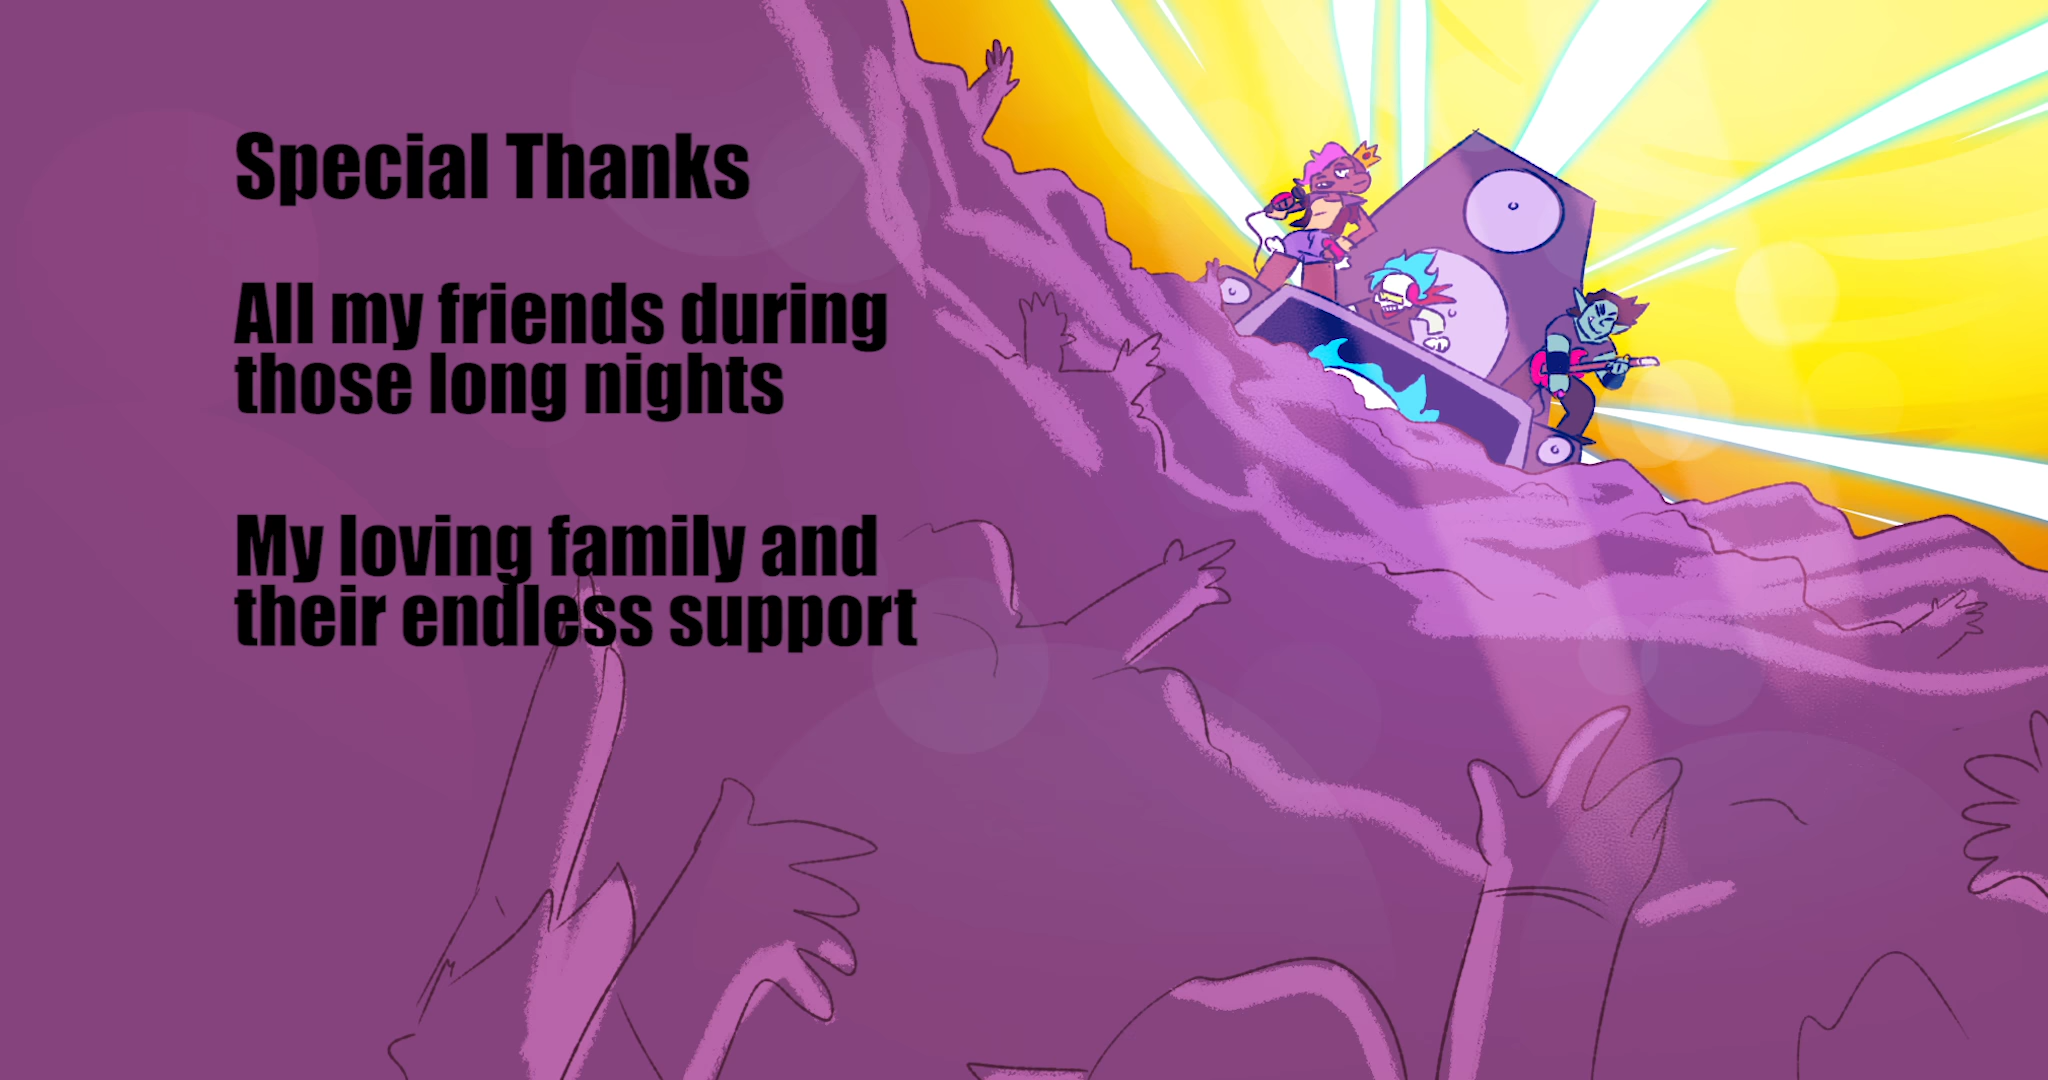 Special Thanks
All my friends during
those long nights
My loving family and
their endless support